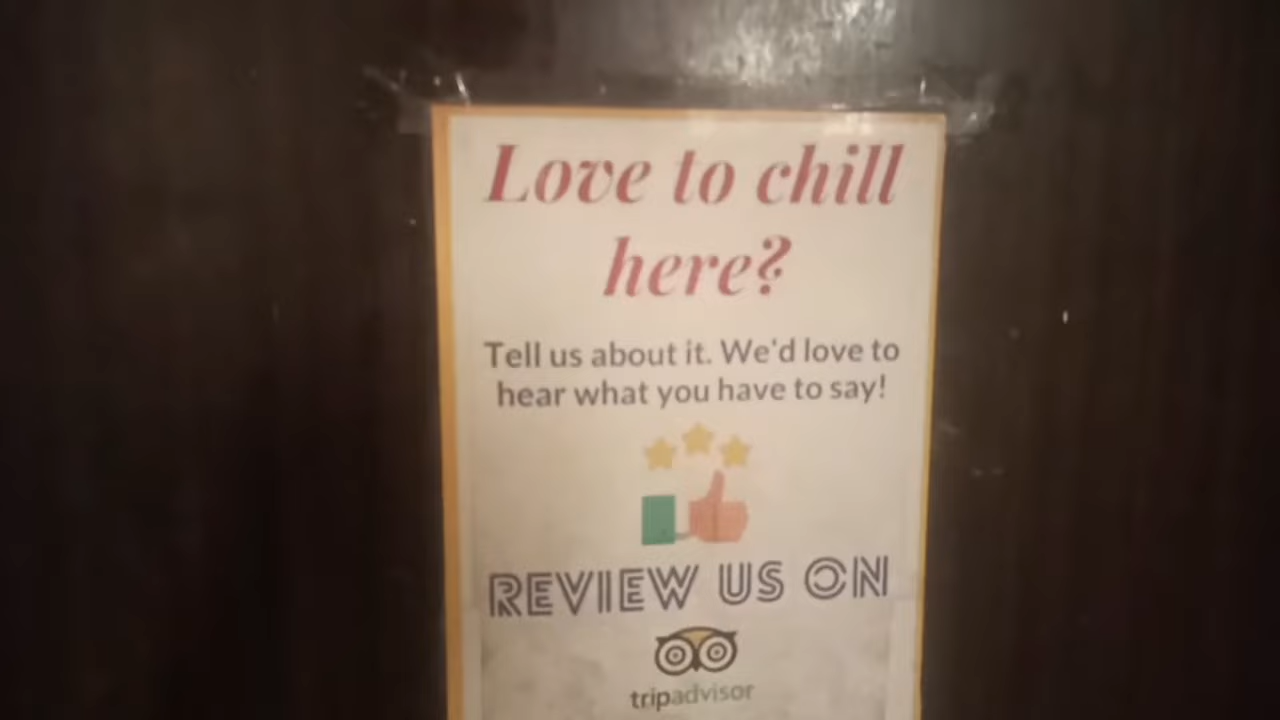 Love to chill
here?
Tell us about it. We'd love to
hear what you have to say!
REVIEW US ON
tripadvisor